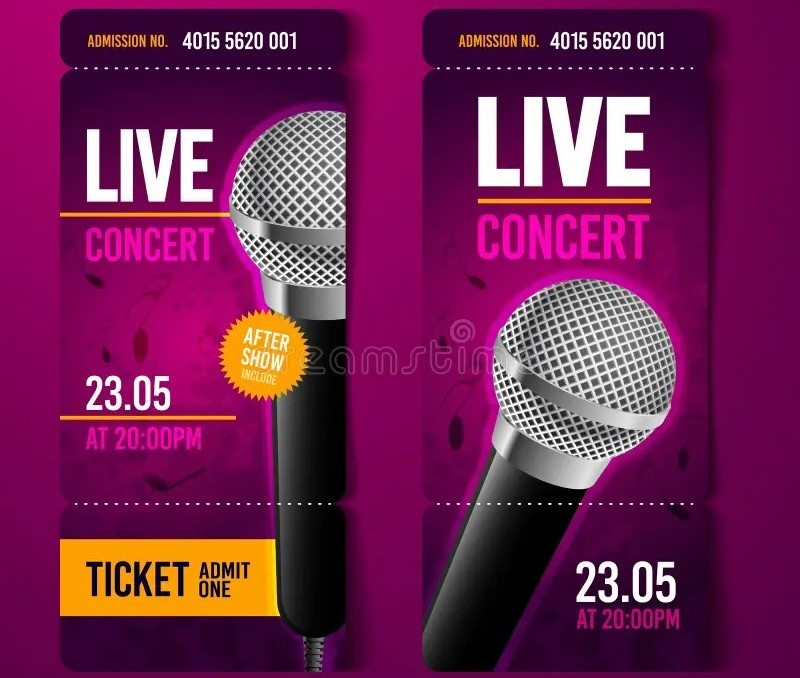 ADMISSION NO. 4015 5620 001
LIVE
CONCERT
AFTER
SHOW
INCLUDE
23.05
AT 20:00PM
TICKET ADMIT
ONE
ADMISSION NO. 4015 5620 001
LIVE
CONCERT
23.05
AT 20:00PM
dreamstime